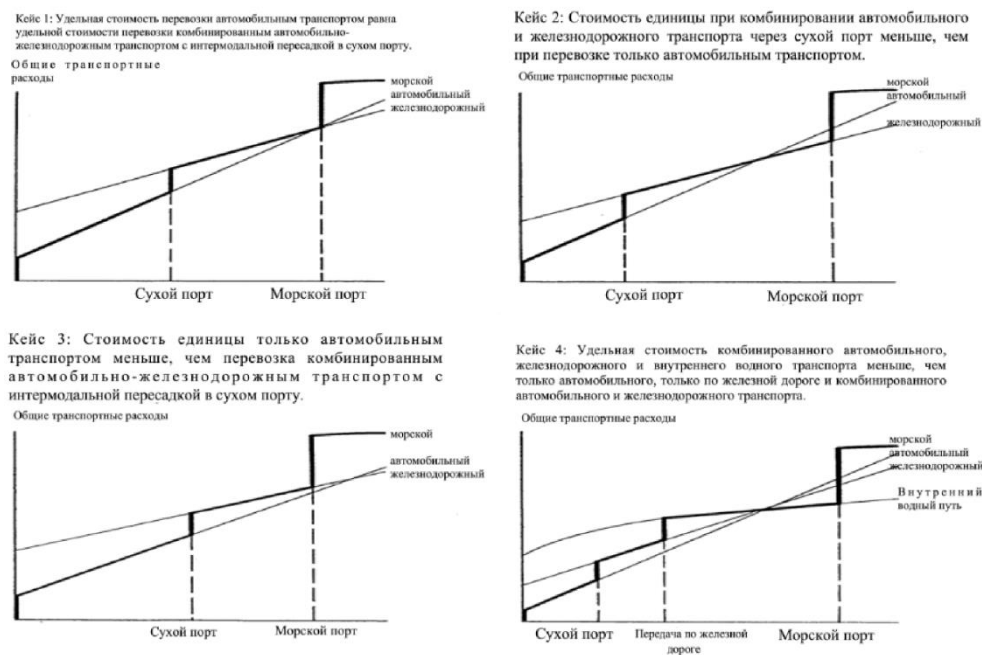 Кейс 1: Удельная стоимость перевозки автомобильным транспортом равна
удельной стоимости перевозки комбинированным автомобильно-
железнодорожным транспортом с интермодальной пересадкой в сухом порту.
Общие транспортные
расходы
морской
автомобильный
железнодорожный
Сухой порт
Морской порт
Кейс 2: Стоимость единицы при комбинировании автомобильного
и железнодорожного транспорта через сухой порт меньше, чем
при перевозке только автомобильным транспортом.
Общие транспортные расходы
морской
автомобильный
железнодорожный
Сухой порт
Морской порт
Кейс 3: Стоимость единицы только автомобильным
транспортом меньше, чем перевозка комбинированным
автомобильно-железнодорожным транспортом с
интермодальной пересадкой в сухом порту.
Общие транспортные расходы
морской
автомобильный
железнодорожный
Сухой порт
Морской порт
Кейс 4: Удельная стоимость комбинированного автомобильного,
железнодорожного и внутреннего водного транспорта меньше, чем
только автомобильного, только по железной дороге и комбинированного
автомобильного и железнодорожного транспорта.
Общие транспортные расходы
морской
автомобильный
железнодорожный
Внутренний
водный путь
Сухой порт
Передача по железной
дороге
Морской порт